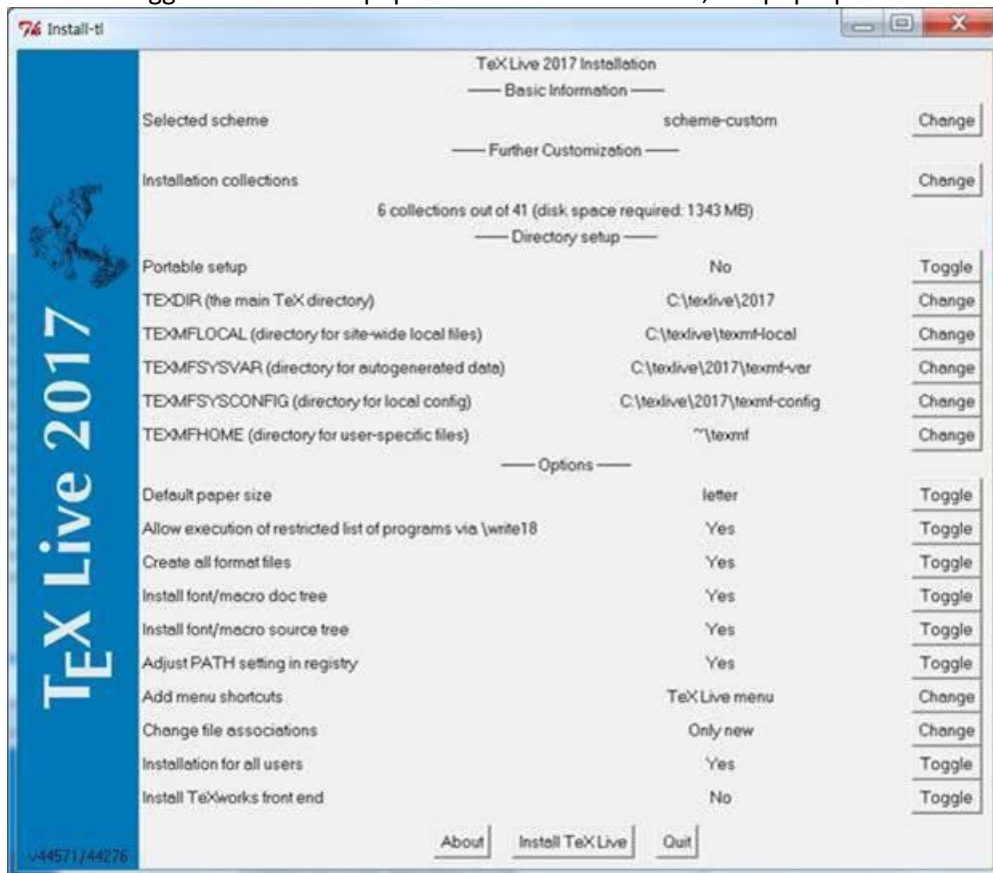 Install-tl
TeX Live 2017 Installation
Basic Information
Selected scheme scheme-custom Change
Further Customization
Installation collections Change
6 collections out of 41 (disk space required: 1343 MB)
Directory setup
Portable setup No Toggle
TEXDIR (the main TeX directory) C:\texlive\2017 Change
TEXMFLOCAL (directory for site-wide local files) C:\texlive\texmf-local Change
TEXMFSYSVAR (directory for autogenerated data) C:\texlive\2017\texmf-var Change
TEXMFSYSCONFIG (directory for local config) C:\texlive\2017\texmf-config Change
TEXMFHOME (directory for user-specific files) ~\texmf Change
Options
Default paper size letter Toggle
Allow execution of restricted list of programs via \write18 Yes Toggle
Create all format files Yes Toggle
Install font/macro doc tree Yes Toggle
Install font/macro source tree Yes Toggle
Adjust PATH setting in registry Yes Toggle
Add menu shortcuts TeX Live menu Change
Change file associations Only new Change
Installation for all users Yes Toggle
Install TeXworks front end No Toggle
About Install TeX Live Quit
TEX Live 2017
v44571/44276